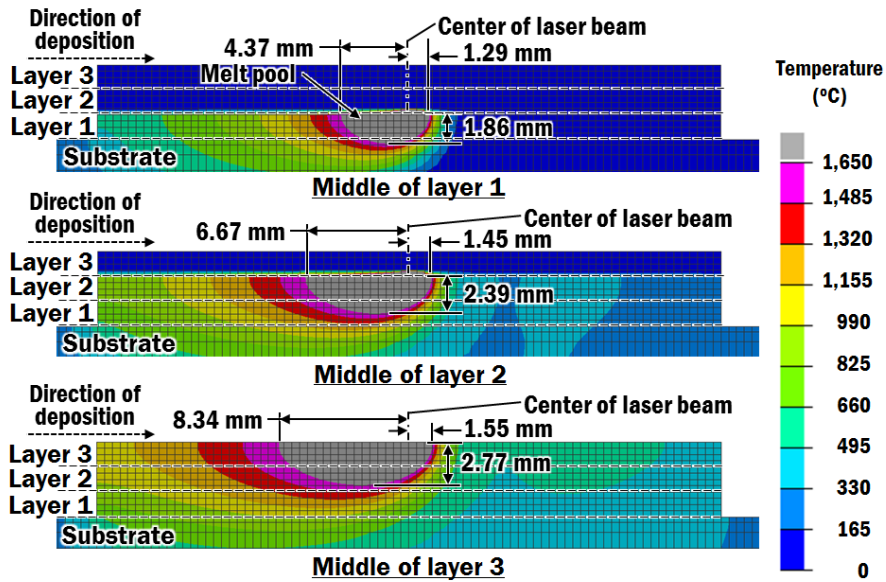 Direction of
deposition
Center of laser beam
4.37 mm
1.29 mm
Melt pool
Layer 3
Layer 2
Layer 1
1.86 mm
Substrate
Middle of layer 1
Direction of
deposition
Center of laser beam
6.67 mm
1.45 mm
Layer 3
Layer 2
Layer 1
2.39 mm
Substrate
Middle of layer 2
Direction of
deposition
Center of laser beam
8.34 mm
1.55 mm
Layer 3
Layer 2
Layer 1
2.77 mm
Substrate
Middle of layer 3
Temperature
(ºC)
1,650
1,485
1,320
1,155
990
825
660
495
330
165
0